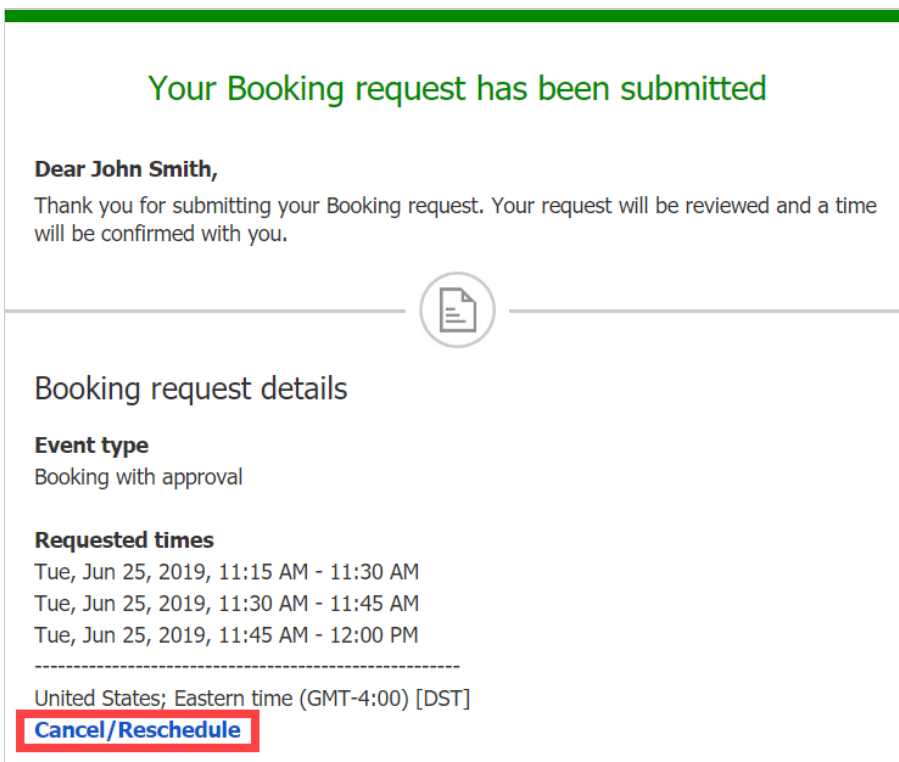 Your Booking request has been submitted
Dear John Smith,
Thank you for submitting your Booking request. Your request will be reviewed and a time
will be confirmed with you.
Booking request details
Event type
Booking with approval
Requested times
Tue, Jun 25, 2019, 11:15 AM - 11:30 AM
Tue, Jun 25, 2019, 11:30 AM - 11:45 AM
Tue, Jun 25, 2019, 11:45 AM - 12:00 PM
-------------------------------------------------------
United States; Eastern time (GMT-4:00) [DST]
Cancel/Reschedule